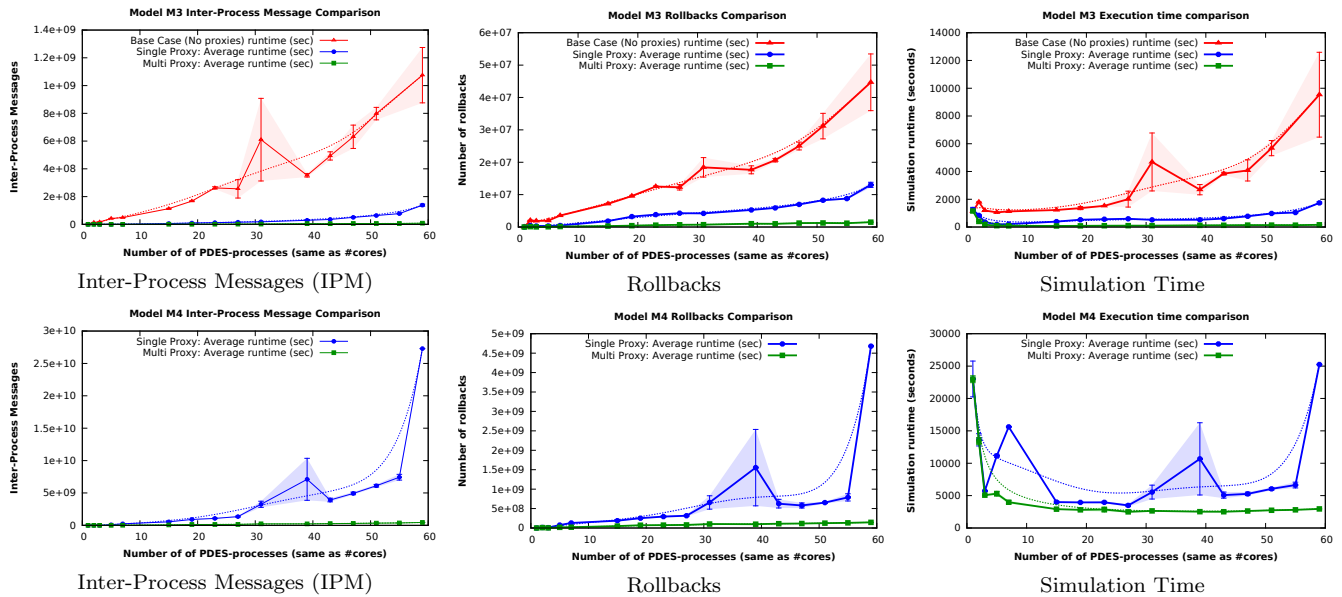 Model M3 Inter-Process Message Comparison
Inter-Process Messages
1.4e+09
1.2e+09
1e+09
8e+08
6e+08
4e+08
2e+08
0
Base Case (No proxies) runtime (sec)
Single Proxy: Average runtime (sec)
Multi Proxy: Average runtime (sec)
0 10 20 30 40 50 60
Number of of PDES-processes (same as #cores)
Inter-Process Messages (IPM)
Model M3 Rollbacks Comparison
Number of rollbacks
6e+07
5e+07
4e+07
3e+07
2e+07
1e+07
0e+00
Base Case (No proxies) runtime (sec)
Single Proxy: Average runtime (sec)
Multi Proxy: Average runtime (sec)
0 10 20 30 40 50 60
Number of of PDES-processes (same as #cores)
Rollbacks
Model M3 Execution time comparison
Simulation runtime (seconds)
14000
12000
10000
8000
6000
4000
2000
0
Base Case (No proxies) runtime (sec)
Single Proxy: Average runtime (sec)
Multi Proxy: Average runtime (sec)
0 10 20 30 40 50 60
Number of of PDES-processes (same as #cores)
Simulation Time
Model M4 Inter-Process Message Comparison
Inter-Process Messages
3e+10
2.5e+10
2e+10
1.5e+10
1e+10
5e+09
0
Single Proxy: Average runtime (sec)
Multi Proxy: Average runtime (sec)
0 10 20 30 40 50 60
Number of of PDES-processes (same as #cores)
Inter-Process Messages (IPM)
Model M4 Rollbacks Comparison
Number of rollbacks
5e+09
4.5e+09
4e+09
3.5e+09
3e+09
2.5e+09
2e+09
1.5e+09
1e+09
5e+08
0e+00
Single Proxy: Average runtime (sec)
Multi Proxy: Average runtime (sec)
0 10 20 30 40 50 60
Number of of PDES-processes (same as #cores)
Rollbacks
Model M4 Execution time comparison
Simulation runtime (seconds)
30000
25000
20000
15000
10000
5000
0
Single Proxy: Average runtime (sec)
Multi Proxy: Average runtime (sec)
0 10 20 30 40 50 60
Number of of PDES-processes (same as #cores)
Simulation Time